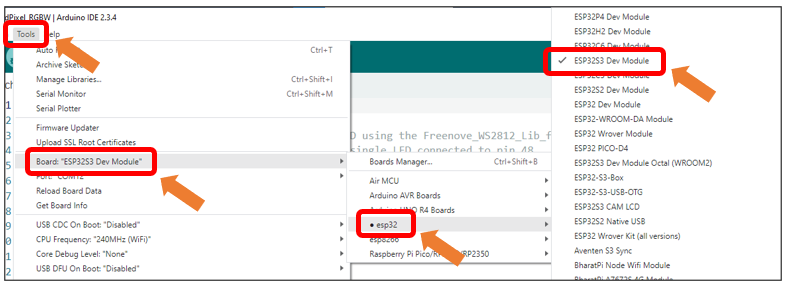 dPixel_RGBW | Arduino IDE 2.3.4
Tools
Ctrl+T
Archive
Manage Libraries... Ctrl+Shift+I
Serial Monitor Ctrl+Shift+M
Serial Plotter
Firmware Updater
Upload SSL Root Certificates
Board: "ESP32S3 Dev Module"
Port: "COM12"
Reload Board Data
Get Board Info
USB CDC On Boot: "Disabled"
CPU Frequency: "240MHz (WiFi)"
Core Debug Level: "None"
USB DFU On Boot: "Disabled"
D using the Freenove_WS2812_Lib_f
single LED connected to pin 48
Boards Manager... Ctrl+Shift+B
Air MCU
Arduino AVR Boards
Arduino UNO R4 Boards
esp32
esp8266
Raspberry Pi Pico/RP2040/RP2350
ESP32P4 Dev Module
ESP32H2 Dev Module
ESP32C6 Dev Module
✓ ESP32S3 Dev Module
ESP32C3 Dev Module
ESP32S2 Dev Module
ESP32 Dev Module
ESP32-WROOM-DA Module
ESP32 Wrover Module
ESP32 PICO-D4
ESP32S3 Dev Module Octal (WROOM2)
ESP32-S3-Box
ESP32-S3-USB-OTG
ESP32S3 CAM LCD
ESP32S2 Native USB
ESP32 Wrover Kit (all versions)
Aventen S3 Sync
BharatPi Node Wifi Module
BharatPi A7672S 4G Module